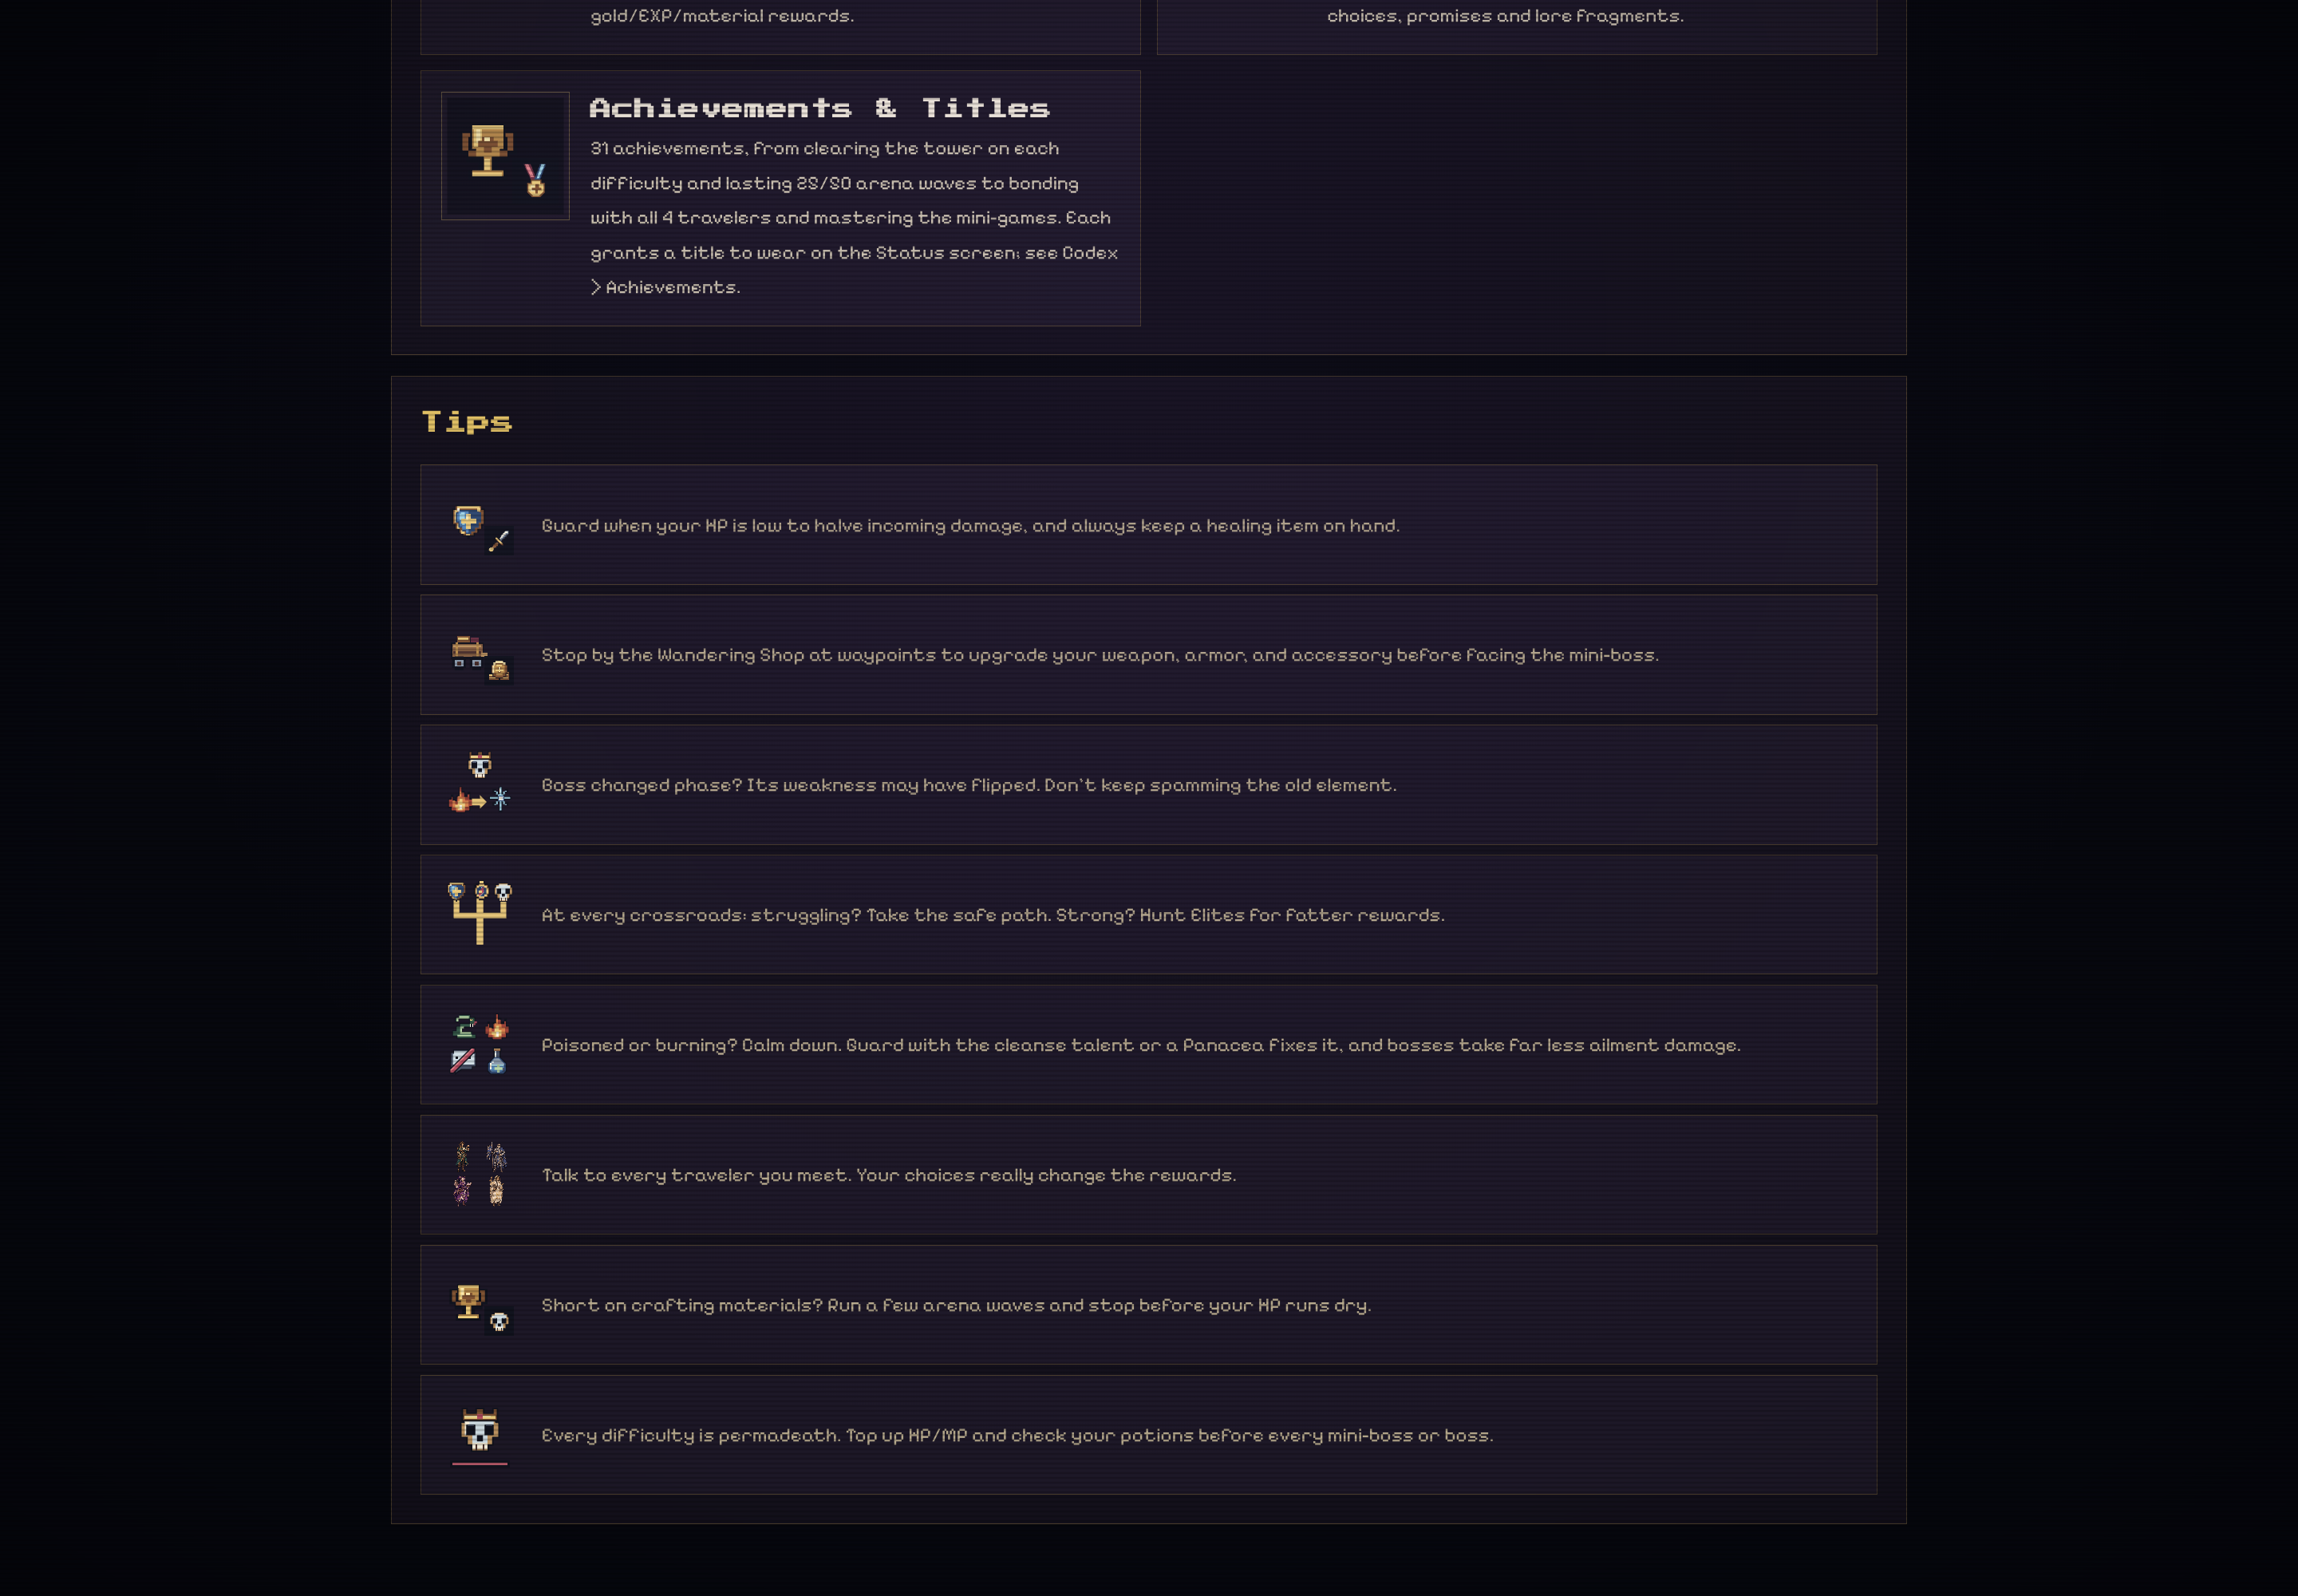 gold/EXP/material rewards.
choices, promises and lore fragments.
Achievements & Titles
31 achievements, from clearing the tower on each
difficulty and lasting 25/50 arena waves to bonding
with all 4 travelers and mastering the mini-games. Each
grants a title to wear on the Status screen; see Codex
> Achievements.
Tips
Guard when your HP is low to halve incoming damage, and always keep a healing item on hand.
Stop by the Wandering Shop at waypoints to upgrade your weapon, armor, and accessory before facing the mini-boss.
Boss changed phase? Its weakness may have flipped. Don't keep spamming the old element.
At every crossroads: struggling? Take the safe path. Strong? Hunt Elites for fatter rewards.
Poisoned or burning? Calm down. Guard with the cleanse talent or a Panacea fixes it, and bosses take far less ailment damage.
Talk to every traveler you meet. Your choices really change the rewards.
Short on crafting materials? Run a few arena waves and stop before your HP runs dry.
Every difficulty is permadeath. Top up HP/MP and check your potions before every mini-boss or boss.